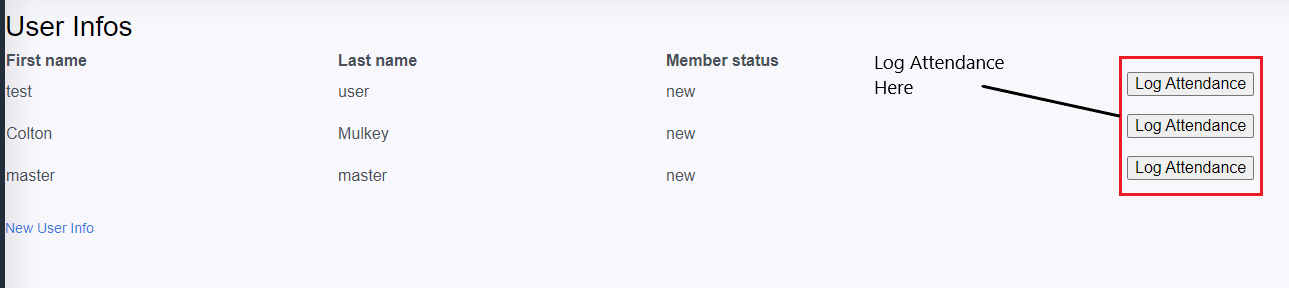 User Infos
First name Last name Member status
Log Attendance
Here
test user new Log Attendance
Colton Mulkey new Log Attendance
master master new Log Attendance
New User Info